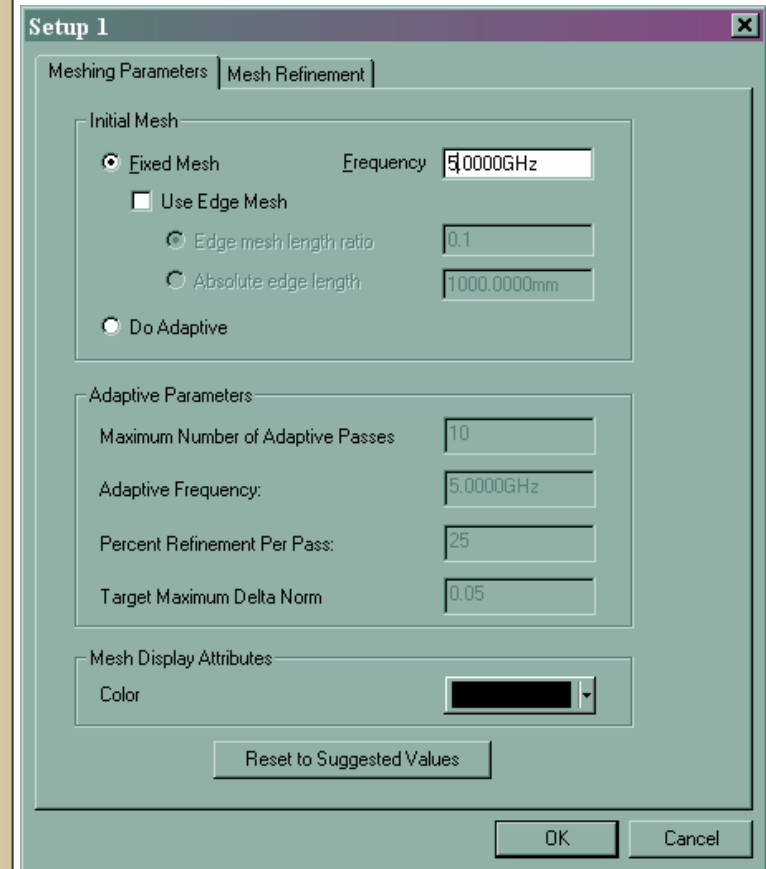 Setup 1
Meshing Parameters Mesh Refinement
Initial Mesh
Fixed Mesh Frequency 5.0000GHz
Use Edge Mesh
Edge mesh length ratio 0.1
Absolute edge length 1000.0000mm
Do Adaptive
Adaptive Parameters
Maximum Number of Adaptive Passes 10
Adaptive Frequency: 5.0000GHz
Percent Refinement Per Pass: 25
Target Maximum Delta Norm 0.05
Mesh Display Attributes
Color
Reset to Suggested Values
OK Cancel